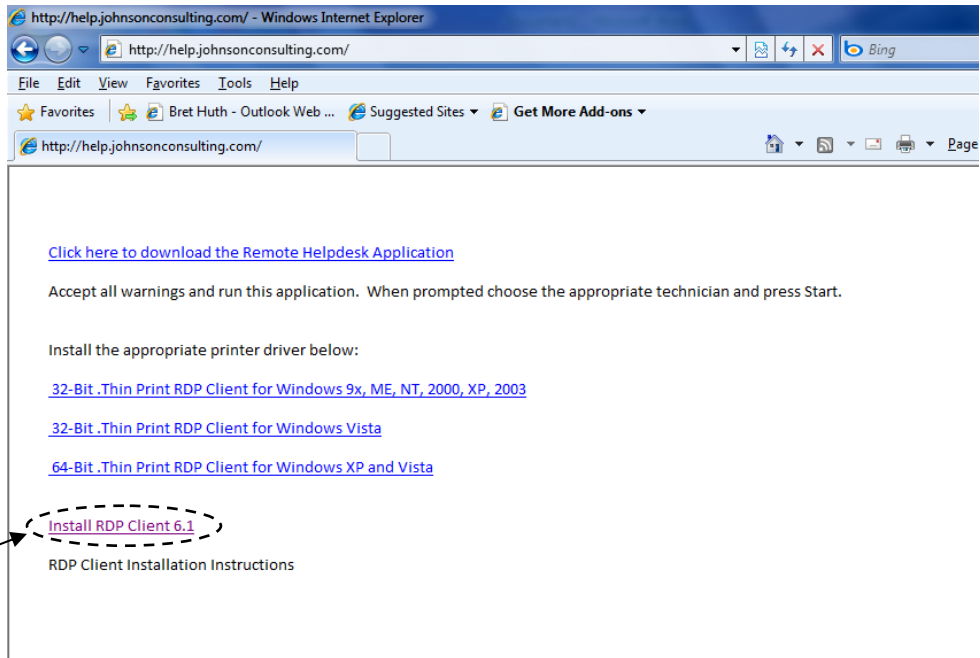 http://help.johnsonconsulting.com/ - Windows Internet Explorer
http://help.johnsonconsulting.com/ Bing
File Edit View Favorites Tools Help
Favorites Bret Huth - Outlook Web ... Suggested Sites Get More Add-ons
http://help.johnsonconsulting.com/ Page
Click here to download the Remote Helpdesk Application
Accept all warnings and run this application. When prompted choose the appropriate technician and press Start.
Install the appropriate printer driver below:
32-Bit .Thin Print RDP Client for Windows 9x, ME, NT, 2000, XP, 2003
32-Bit .Thin Print RDP Client for Windows Vista
64-Bit .Thin Print RDP Client for Windows XP and Vista
Install RDP Client 6.1
RDP Client Installation Instructions